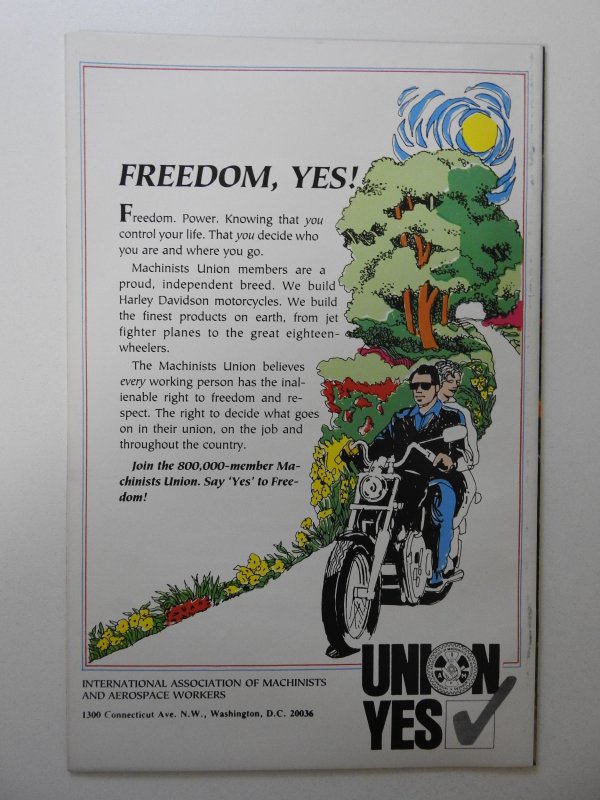 FREEDOM, YES!
Freedom. Power. Knowing that you
control your life. That you decide who
you are and where you go.
Machinists Union members are a
proud, independent breed. We build
Harley Davidson motorcycles. We build
the finest products on earth, from jet
fighter planes to the great eighteen-
wheelers.
The Machinists Union believes
every working person has the inal-
ienable right to freedom and re-
spect. The right to decide what goes
on in their union, on the job and
throughout the country.
Join the 800,000-member Ma-
chinists Union. Say 'Yes' to Free-
dom!
INTERNATIONAL ASSOCIATION OF MACHINISTS
AND AEROSPACE WORKERS
1300 Connecticut Ave. N.W., Washington, D.C. 20036
UNION
YES